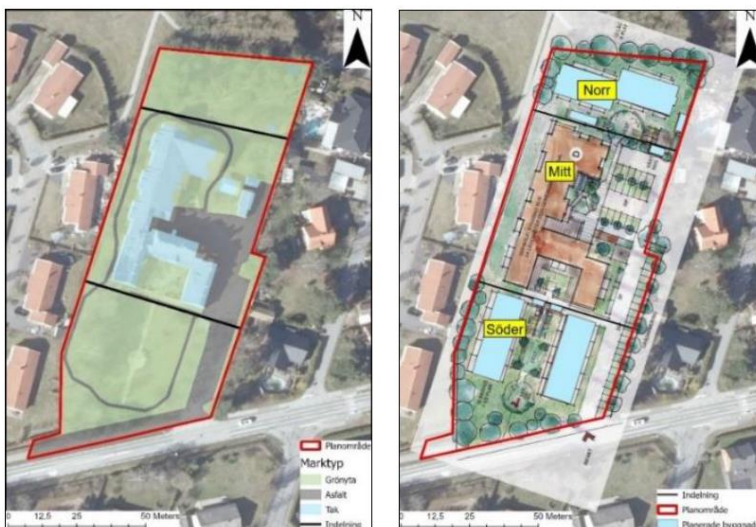 N
Planområde
Marktyp
Grönyta
Asfalt
Tak
Indelning
0 12,5 25 50 Meters
N
Norr
Mitt
Söder
Indelning
Planområde
Planerade bygg
0 12,5 25 50 Meters